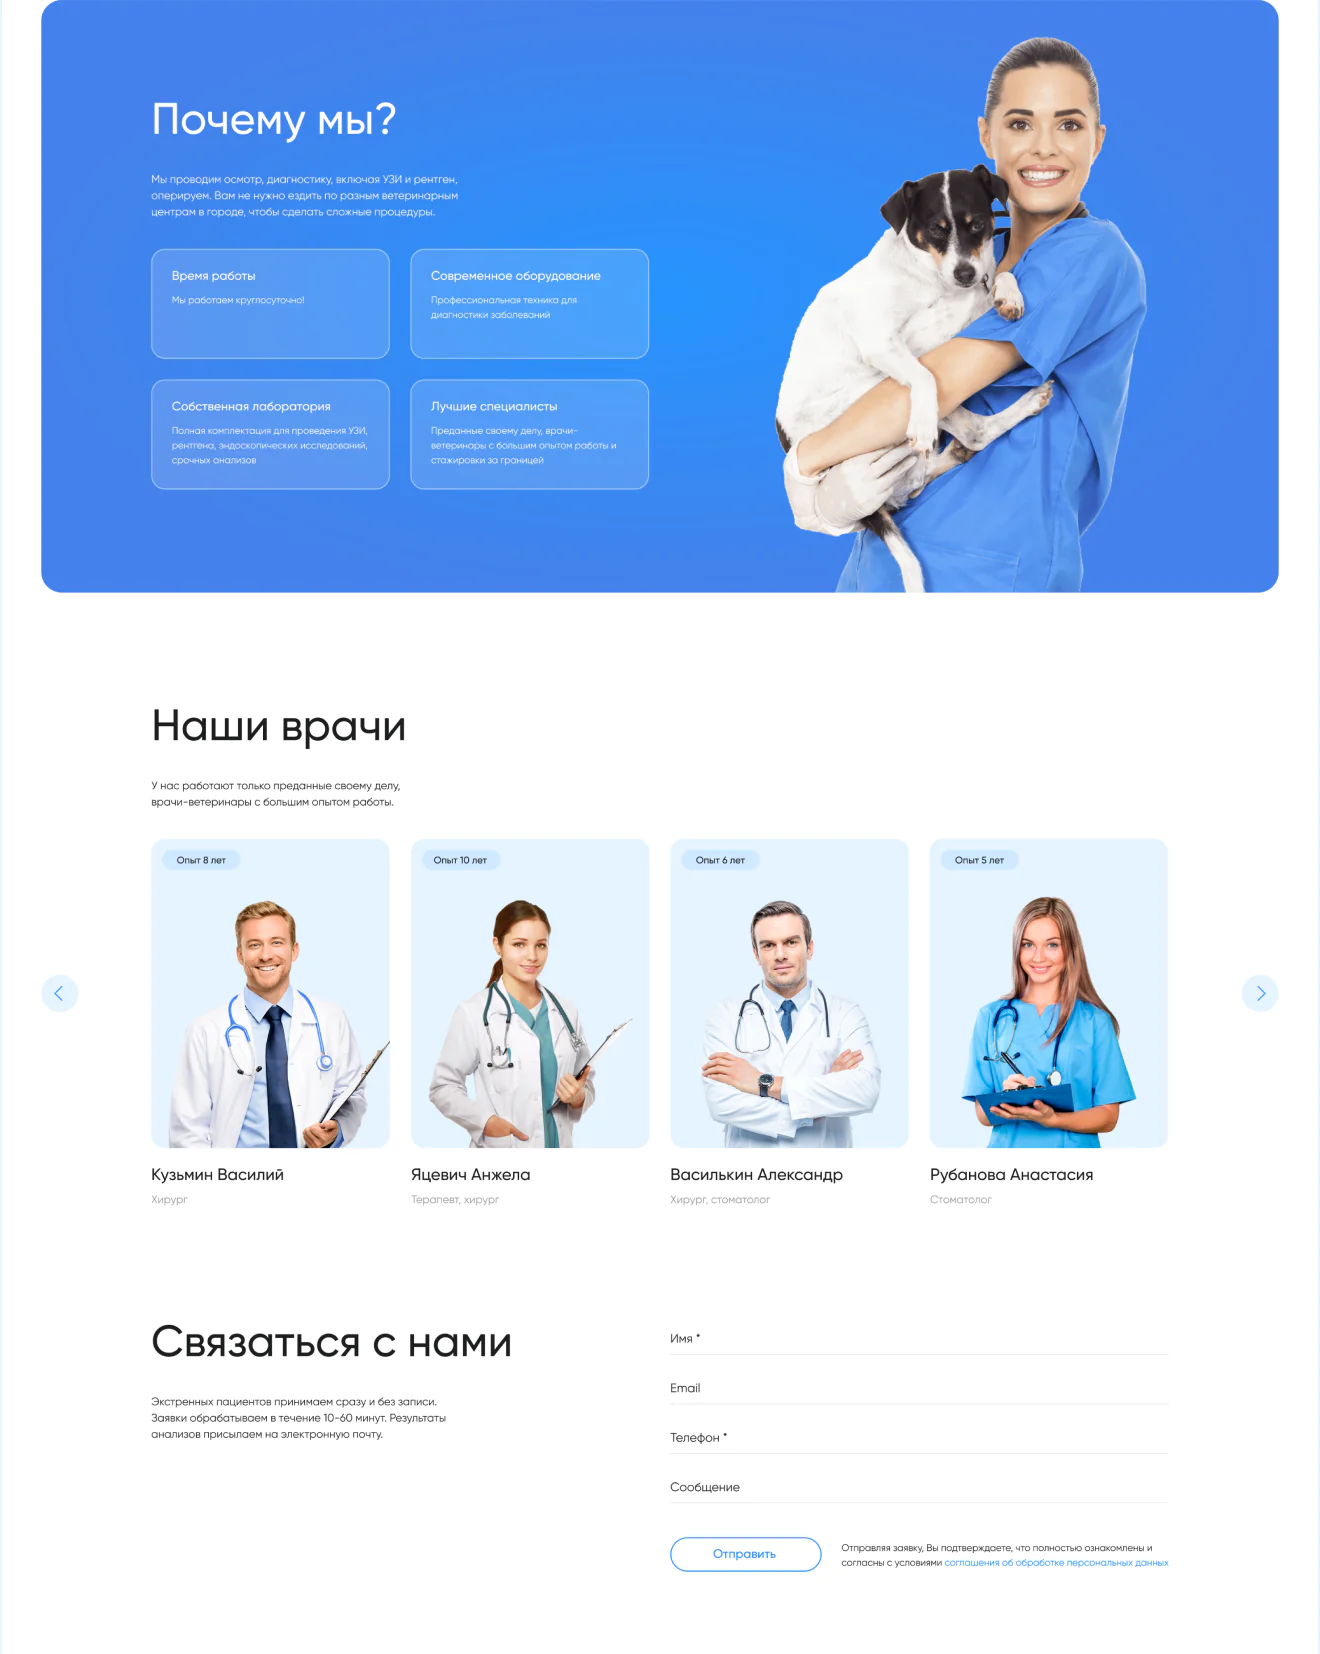 Почему мы?
Мы проводим осмотр, диагностику, включая УЗИ и рентген,
оперируем. Вам не нужно ездить по разным ветеринарным
центрам в городе, чтобы сделать сложные процедуры.
Время работы
Мы работаем круглосуточно!
Современное оборудование
Профессиональная техника для
диагностики заболеваний
Собственная лаборатория
Полная комплектация для проведения УЗИ,
рентгена, эндоскопических исследований,
срочных анализов
Лучшие специалисты
Преданные своему делу, врачи-
ветеринары с большим опытом работы и
стажировки за границей
Наши врачи
У нас работают только преданные своему делу,
врачи-ветеринары с большим опытом работы.
Опыт 8 лет
Кузьмин Василий
Хирург
Опыт 10 лет
Яцевич Анжела
Терапевт, хирург
Опыт 6 лет
Василькин Александр
Хирург, стоматолог
Опыт 5 лет
Рубанова Анастасия
Стоматолог
Связаться с нами
Экстренных пациентов принимаем сразу и без записи.
Заявки обрабатываем в течение 10-60 минут. Результаты
анализов присылаем на электронную почту.
Имя *
Email
Телефон *
Сообщение
Отправить
Отправляя заявку, Вы подтверждаете, что полностью ознакомлены и
согласны с условиями соглашения об обработке персональных данных